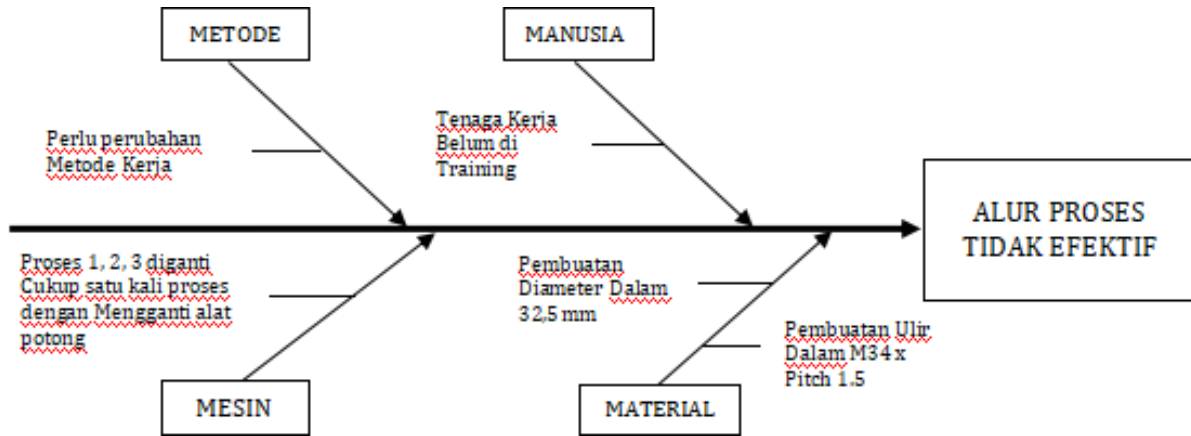 METODE
MANUSIA
Perlu perubahan
Metode Kerja
Tenaga Kerja
Belum di
Training
ALUR PROSES
TIDAK EFEKTIF
Proses 1, 2, 3 diganti
Cukup satu kali proses
dengan Mengganti alat
potong
Pembuatan
Diameter Dalam
32,5 mm
Pembuatan Ulir
Dalam M34 x
Pitch 1.5
MESIN
MATERIAL